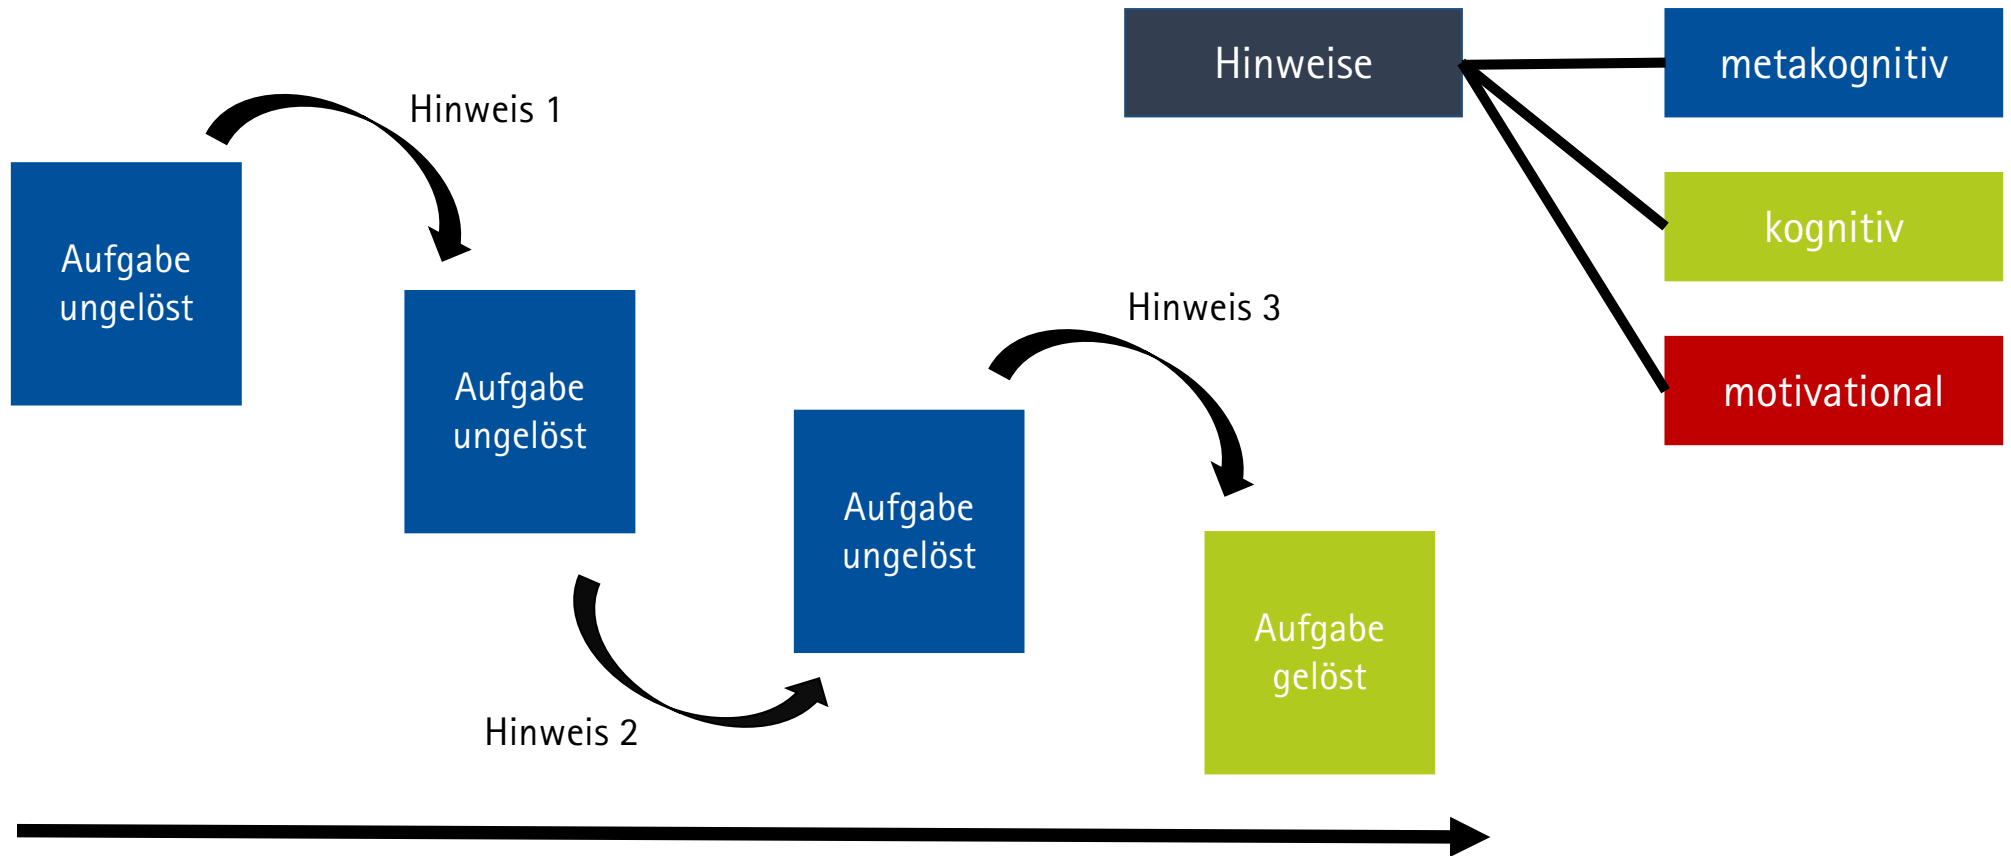 Hinweise
metakognitiv
Hinweis 1
kognitiv
Aufgabe
ungelöst
Hinweis 3
Aufgabe
ungelöst
motivational
Aufgabe
ungelöst
Hinweis 2
Aufgabe
gelöst